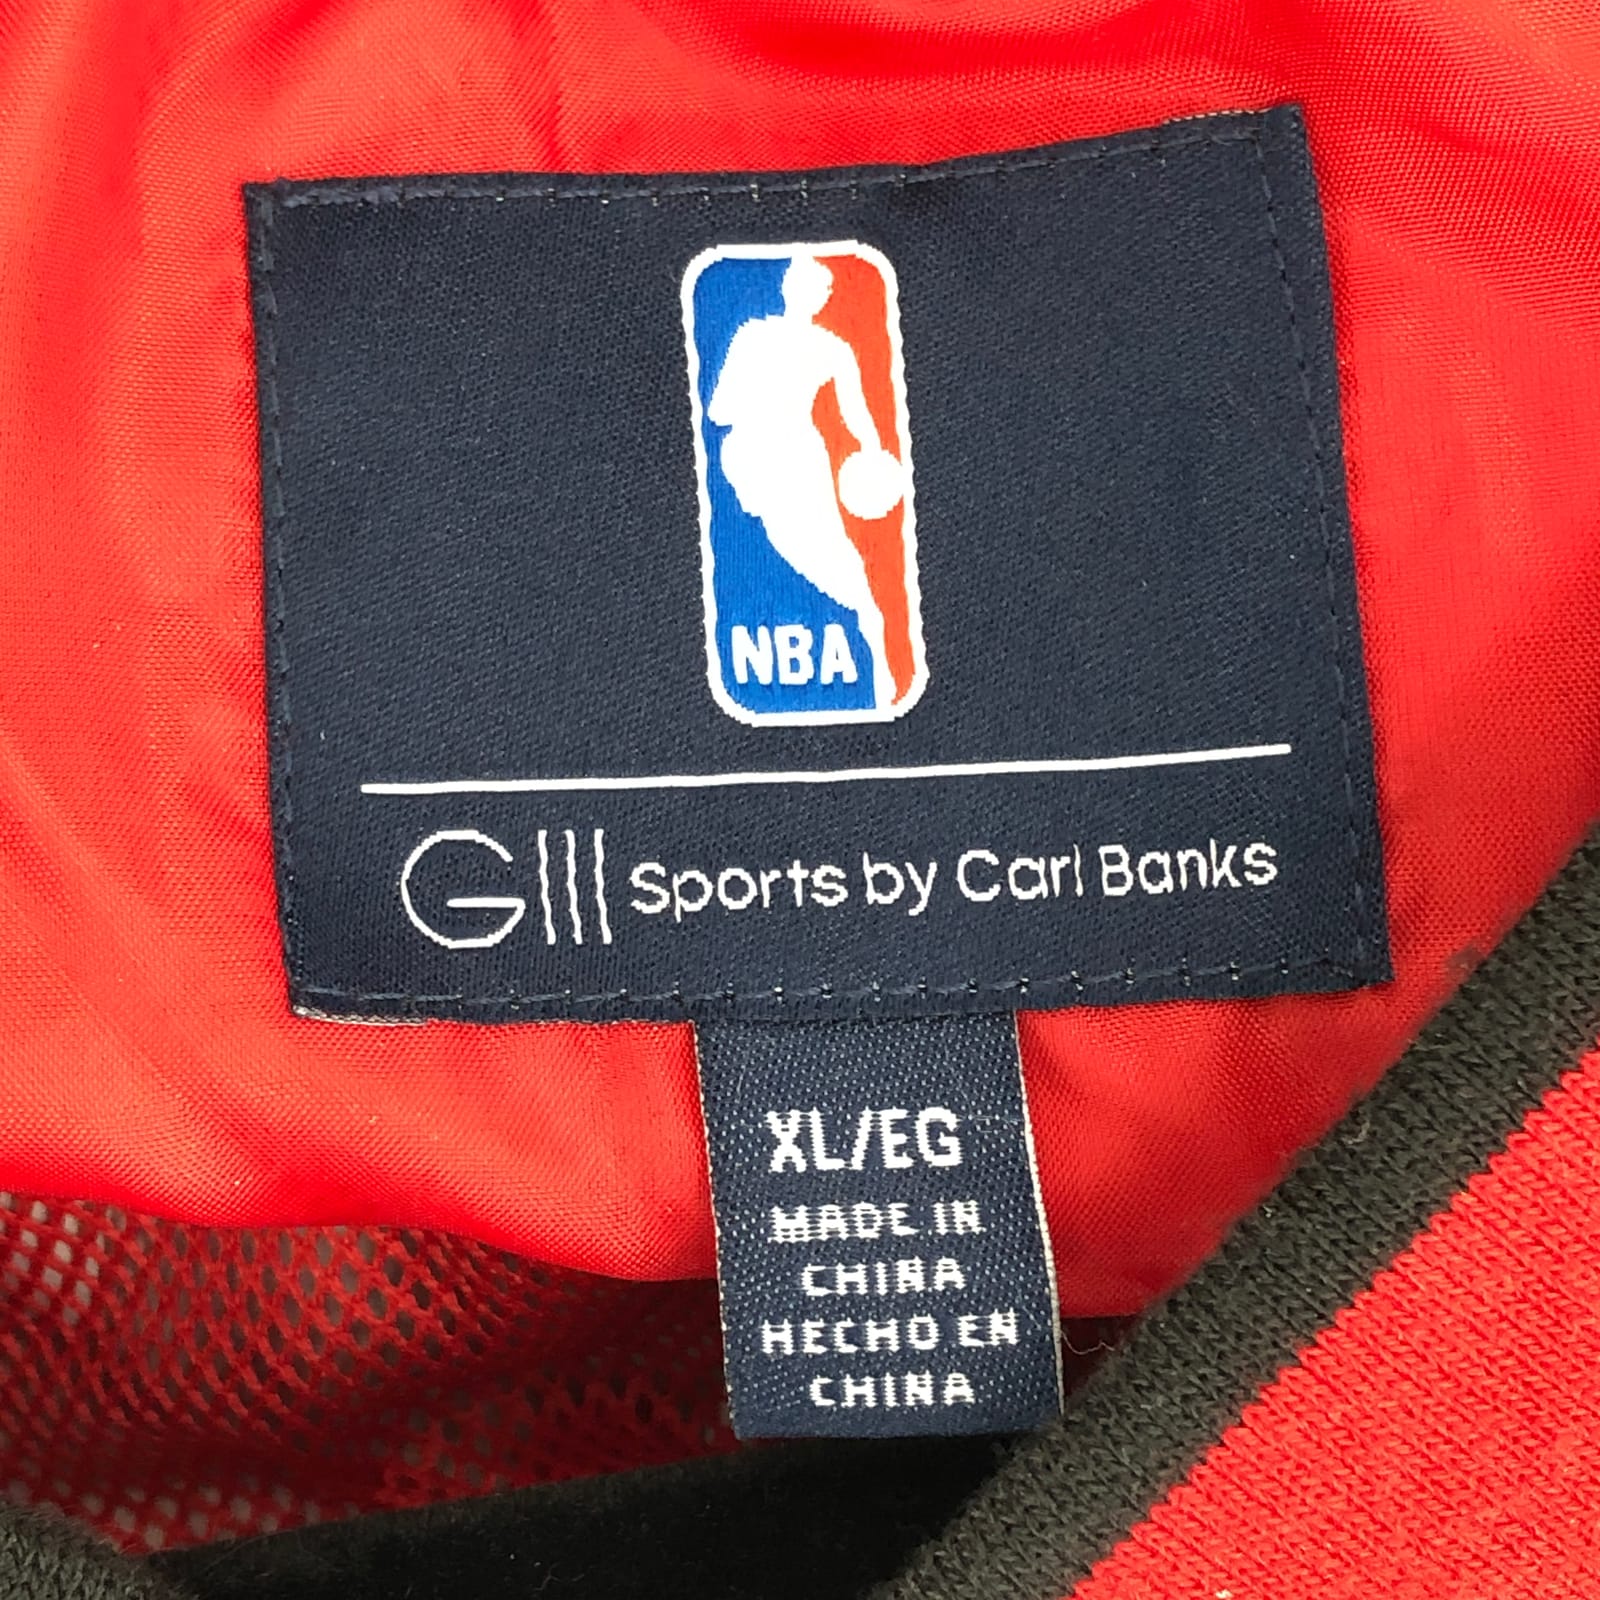 NBA
GIII Sports by Carl Banks
XL/EG
MADE IN
CHINA
HECHO EN
CHINA